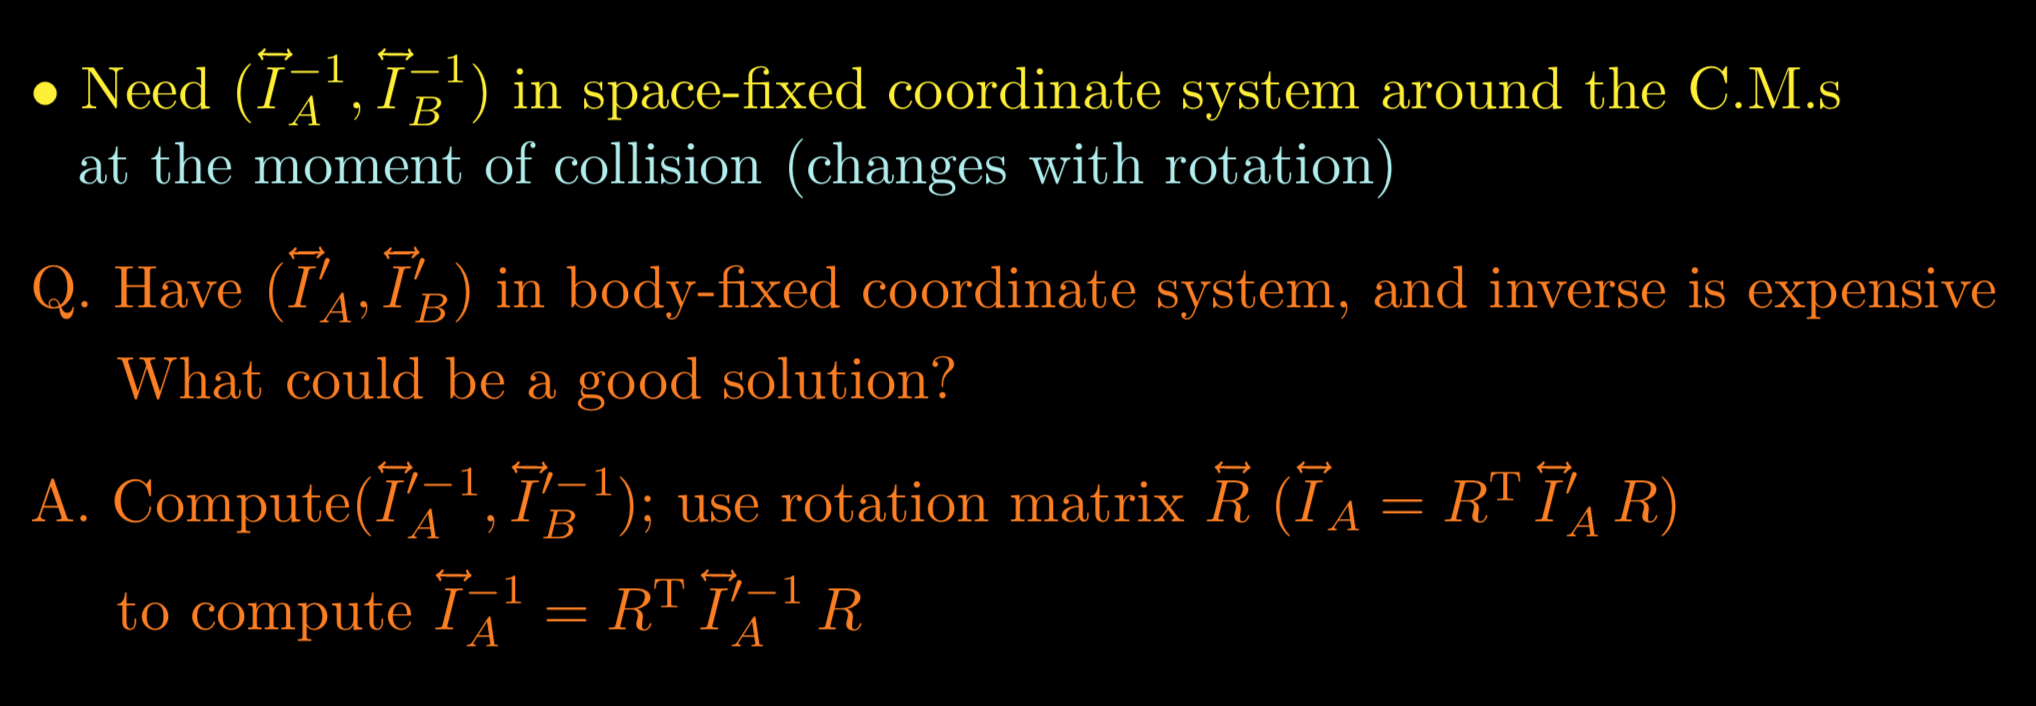 • Need (\overleftrightarrow{I}_A^{-1}, \overleftrightarrow{I}_B^{-1}) in space-fixed coordinate system around the C.M.s
at the moment of collision (changes with rotation)
Q. Have (\overleftrightarrow{I}'_A, \overleftrightarrow{I}'_B) in body-fixed coordinate system, and inverse is expensive
What could be a good solution?
A. Compute(\overleftrightarrow{I}_A'^{-1}, \overleftrightarrow{I}_B'^{-1}); use rotation matrix \overleftrightarrow{R} (\overleftrightarrow{I}_A = R^T \overleftrightarrow{I}'_A R)
to compute \overleftrightarrow{I}_A^{-1} = R^T \overleftrightarrow{I}_A'^{-1} R